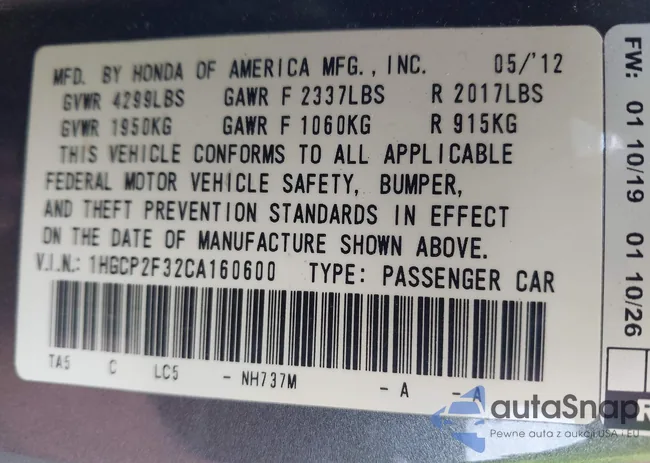 MFD. BY HONDA OF AMERICA MFG., INC. 05/'12
GVWR 4299LBS GAWR F 2337LBS R 2017LBS
GVWR 1950KG GAWR F 1060KG R 915KG
THIS VEHICLE CONFORMS TO ALL APPLICABLE
FEDERAL MOTOR VEHICLE SAFETY, BUMPER,
AND THEFT PREVENTION STANDARDS IN EFFECT
ON THE DATE OF MANUFACTURE SHOWN ABOVE.
V.I.N.: 1HGCP2F32CA160600 TYPE: PASSENGER CAR
TA5 C LC5 - NH737M - A - A
FW: 01 10/19 01 10/26
autaSnap
Pewne auta z aukcji USA i EU